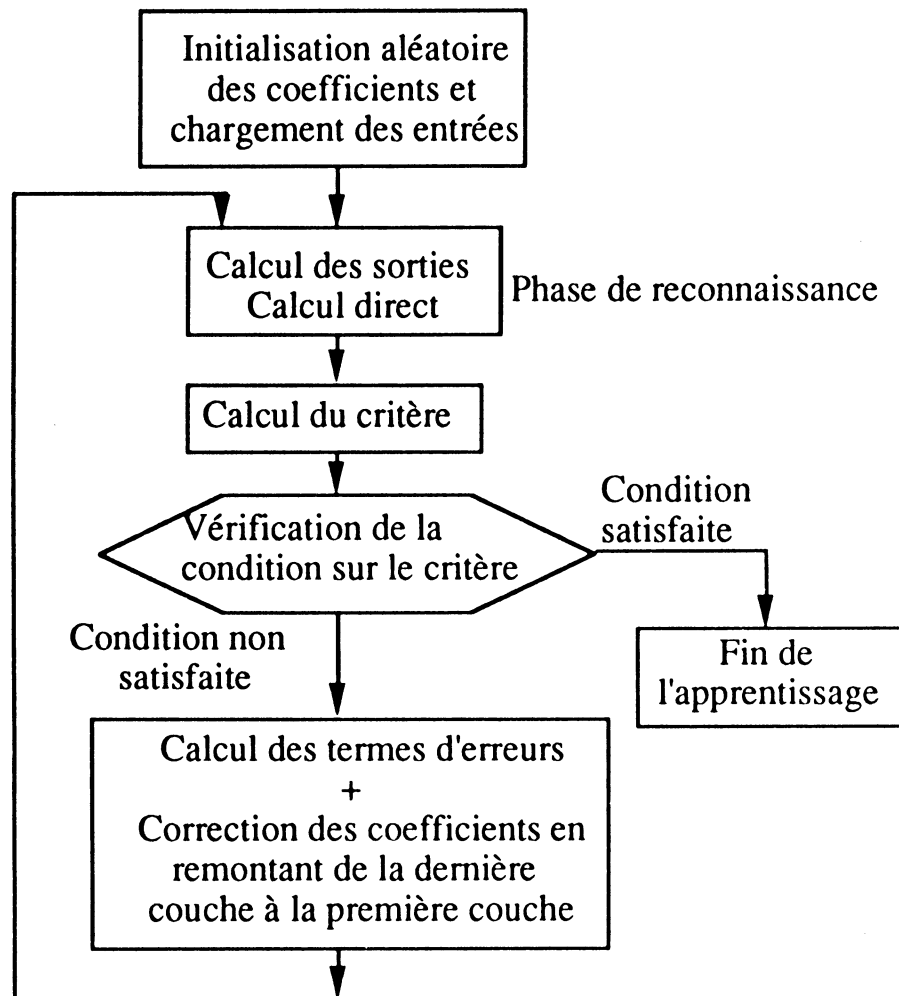 Initialisation aléatoire
des coefficients et
chargement des entrées
Calcul des sorties
Calcul direct
Phase de reconnaissance
Calcul du critère
Vérification de la
condition sur le critère
Condition
satisfaite
Condition non
satisfaite
Fin de
l'apprentissage
Calcul des termes d'erreurs
+
Correction des coefficients en
remontant de la dernière
couche à la première couche